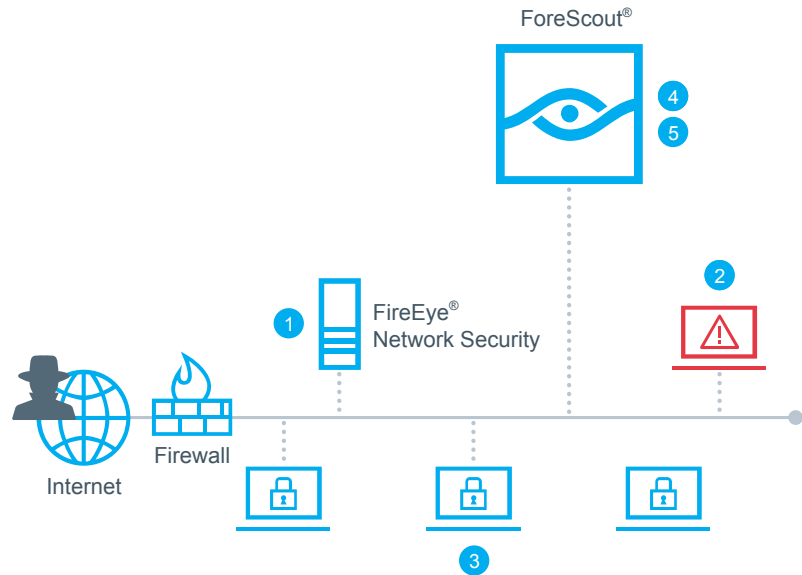 ForeScout®
4
5
2
1
FireEye®
Network Security
Firewall
Internet
3